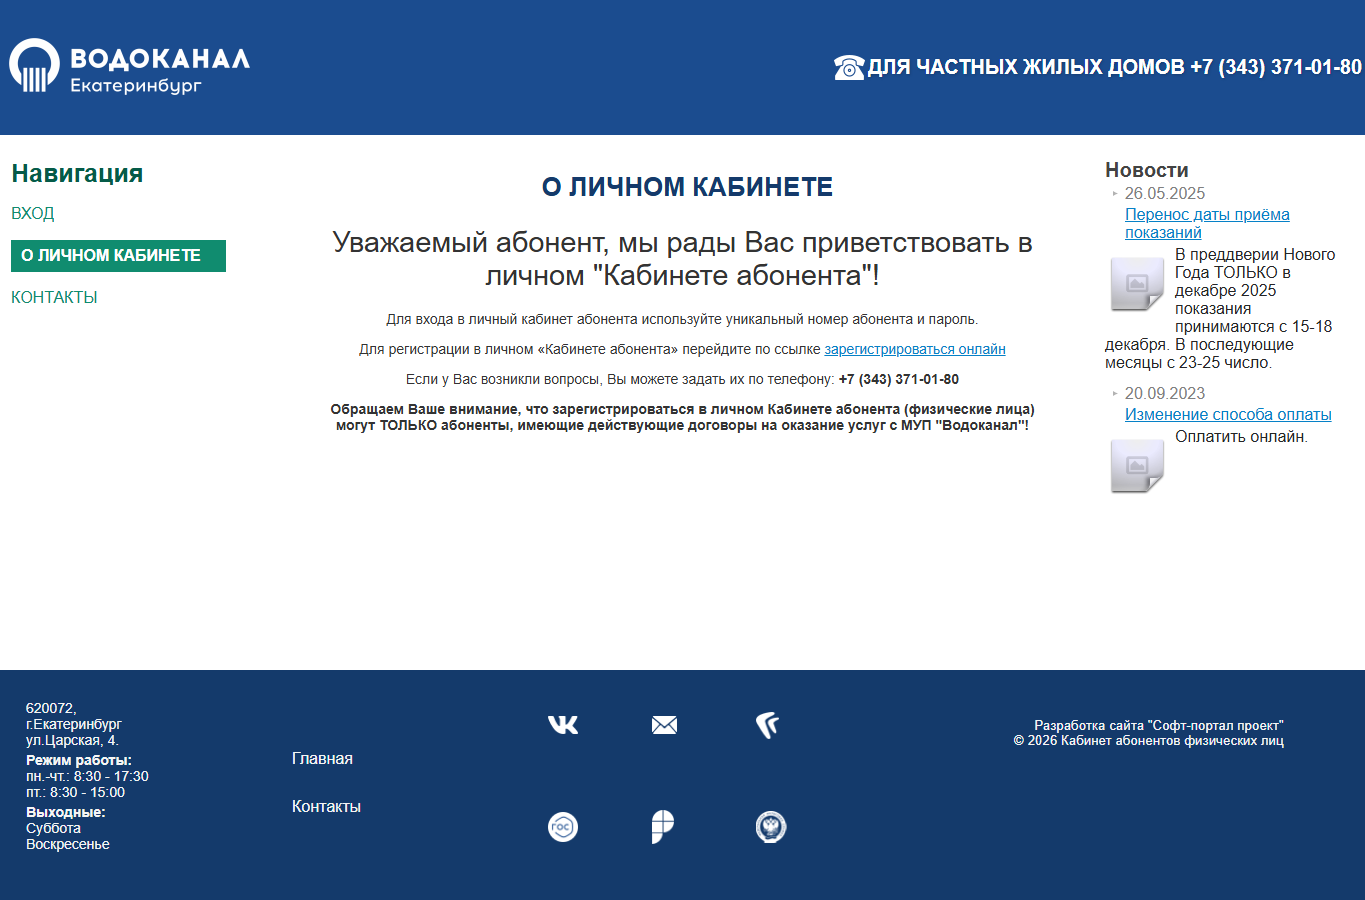 ВОДОКАНАЛ
Екатеринбург
ДЛЯ ЧАСТНЫХ ЖИЛЫХ ДОМОВ +7 (343) 371-01-80
Навигация
ВХОД
О ЛИЧНОМ КАБИНЕТЕ
КОНТАКТЫ
О ЛИЧНОМ КАБИНЕТЕ
Уважаемый абонент, мы рады Вас приветствовать в
личном "Кабинете абонента"!
Для входа в личный кабинет абонента используйте уникальный номер абонента и пароль.
Для регистрации в личном «Кабинете абонента» перейдите по ссылке зарегистрироваться онлайн
Если у Вас возникли вопросы, Вы можете задать их по телефону: +7 (343) 371-01-80
Обращаем Ваше внимание, что зарегистрироваться в личном Кабинете абонента (физические лица)
могут ТОЛЬКО абоненты, имеющие действующие договоры на оказание услуг с МУП "Водоканал"!
Новости
26.05.2025
Перенос даты приёма
показаний
В преддверии Нового
Года ТОЛЬКО в
декабре 2025
показания
принимаются с 15-18
декабря. В последующие
месяцы с 23-25 число.
20.09.2023
Изменение способа оплаты
Оплатить онлайн.
620072,
г.Екатеринбург
ул.Царская, 4.
Режим работы:
пн.-чт.: 8:30 - 17:30
пт.: 8:30 - 15:00
Выходные:
Суббота
Воскресенье
Главная
Контакты
гос
Разработка сайта "Софт-портал проект"
© 2026 Кабинет абонентов физических лиц